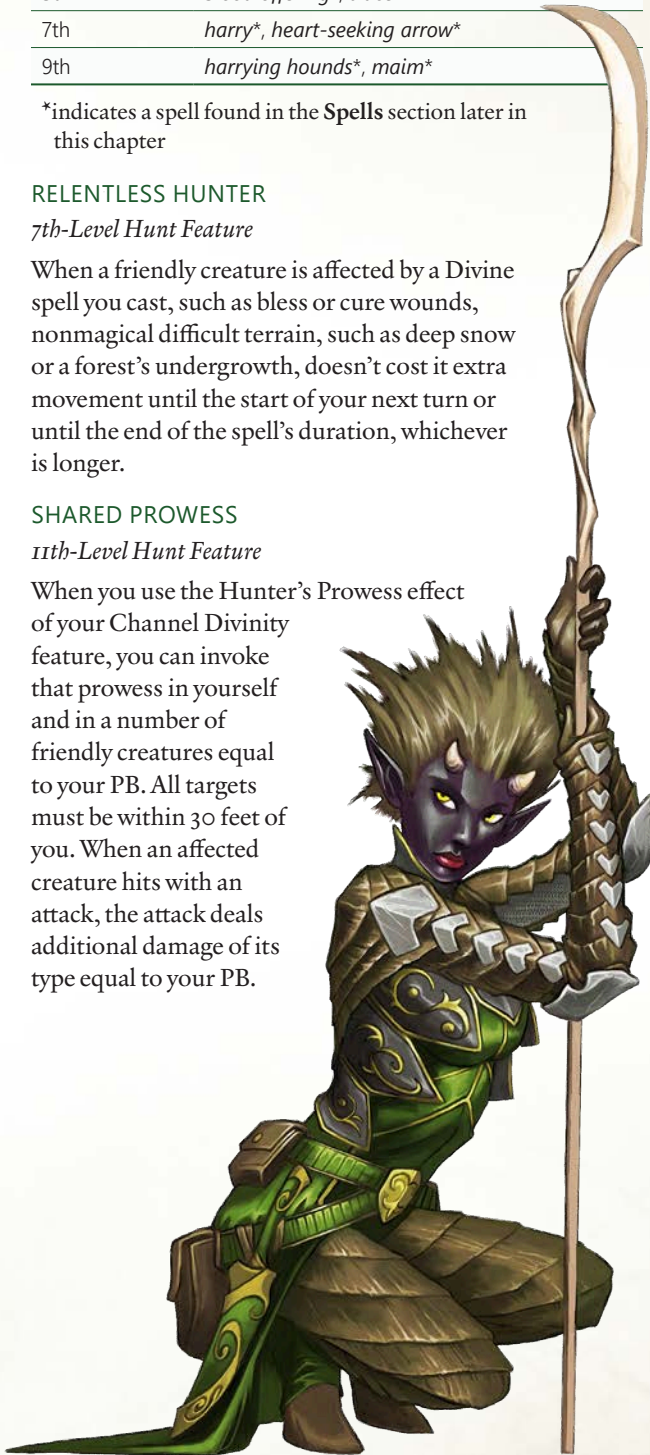 7th harry*, heart-seeking arrow*
9th harrying hounds*, maim*
*indicates a spell found in the Spells section later in
this chapter
RELENTLESS HUNTER
7th-Level Hunt Feature
When a friendly creature is affected by a Divine
spell you cast, such as bless or cure wounds,
nonmagical difficult terrain, such as deep snow
or a forest’s undergrowth, doesn’t cost it extra
movement until the start of your next turn or
until the end of the spell’s duration, whichever
is longer.
SHARED PROWESS
11th-Level Hunt Feature
When you use the Hunter’s Prowess effect
of your Channel Divinity
feature, you can invoke
that prowess in yourself
and in a number of
friendly creatures equal
to your PB. All targets
must be within 30 feet of
you. When an affected
creature hits with an
attack, the attack deals
additional damage of its
type equal to your PB.